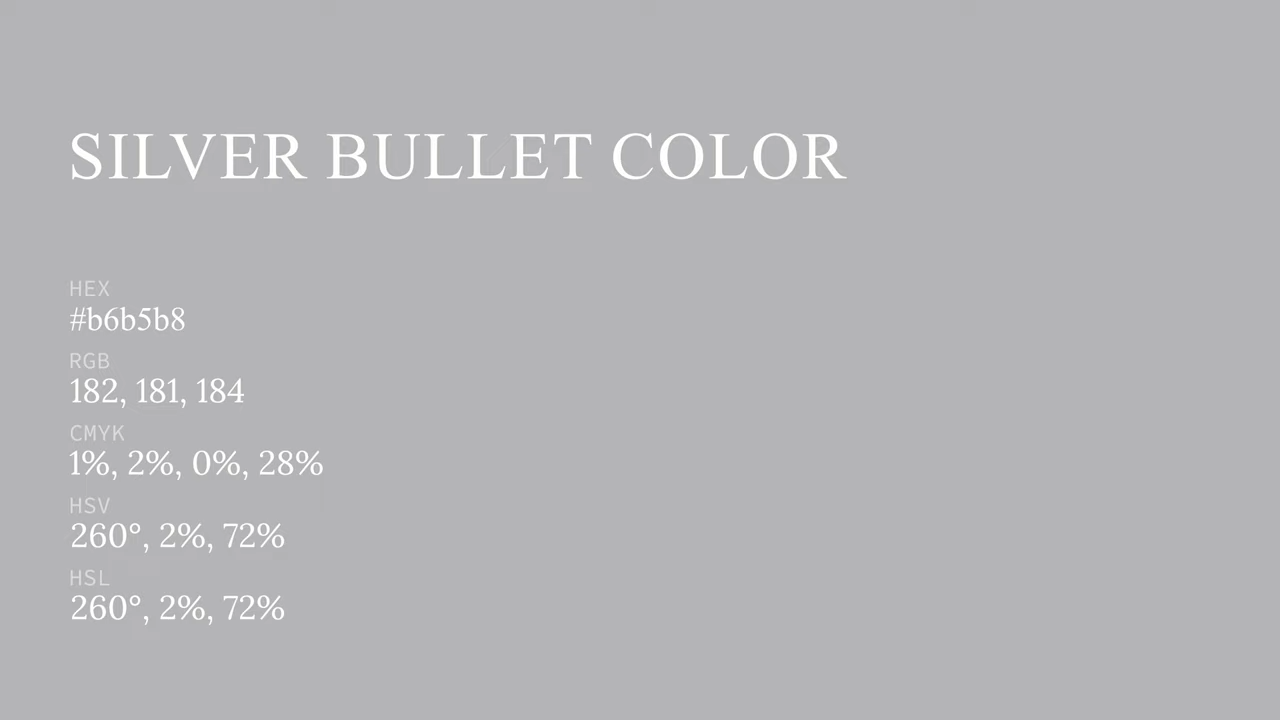 SILVER BULLET COLOR
HEX
#b6b5b8
RGB
182, 181, 184
CMYK
1%, 2%, 0%, 28%
HSV
260°, 2%, 72%
HSL
260°, 2%, 72%